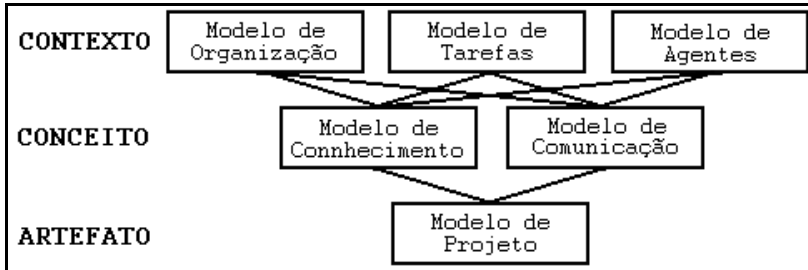 CONTEXTO
Modelo de
Organização
Modelo de
Tarefas
Modelo de
Agentes
CONCEITO
Modelo de
Connhecimento
Modelo de
Comunicação
ARTEFATO
Modelo de
Projeto